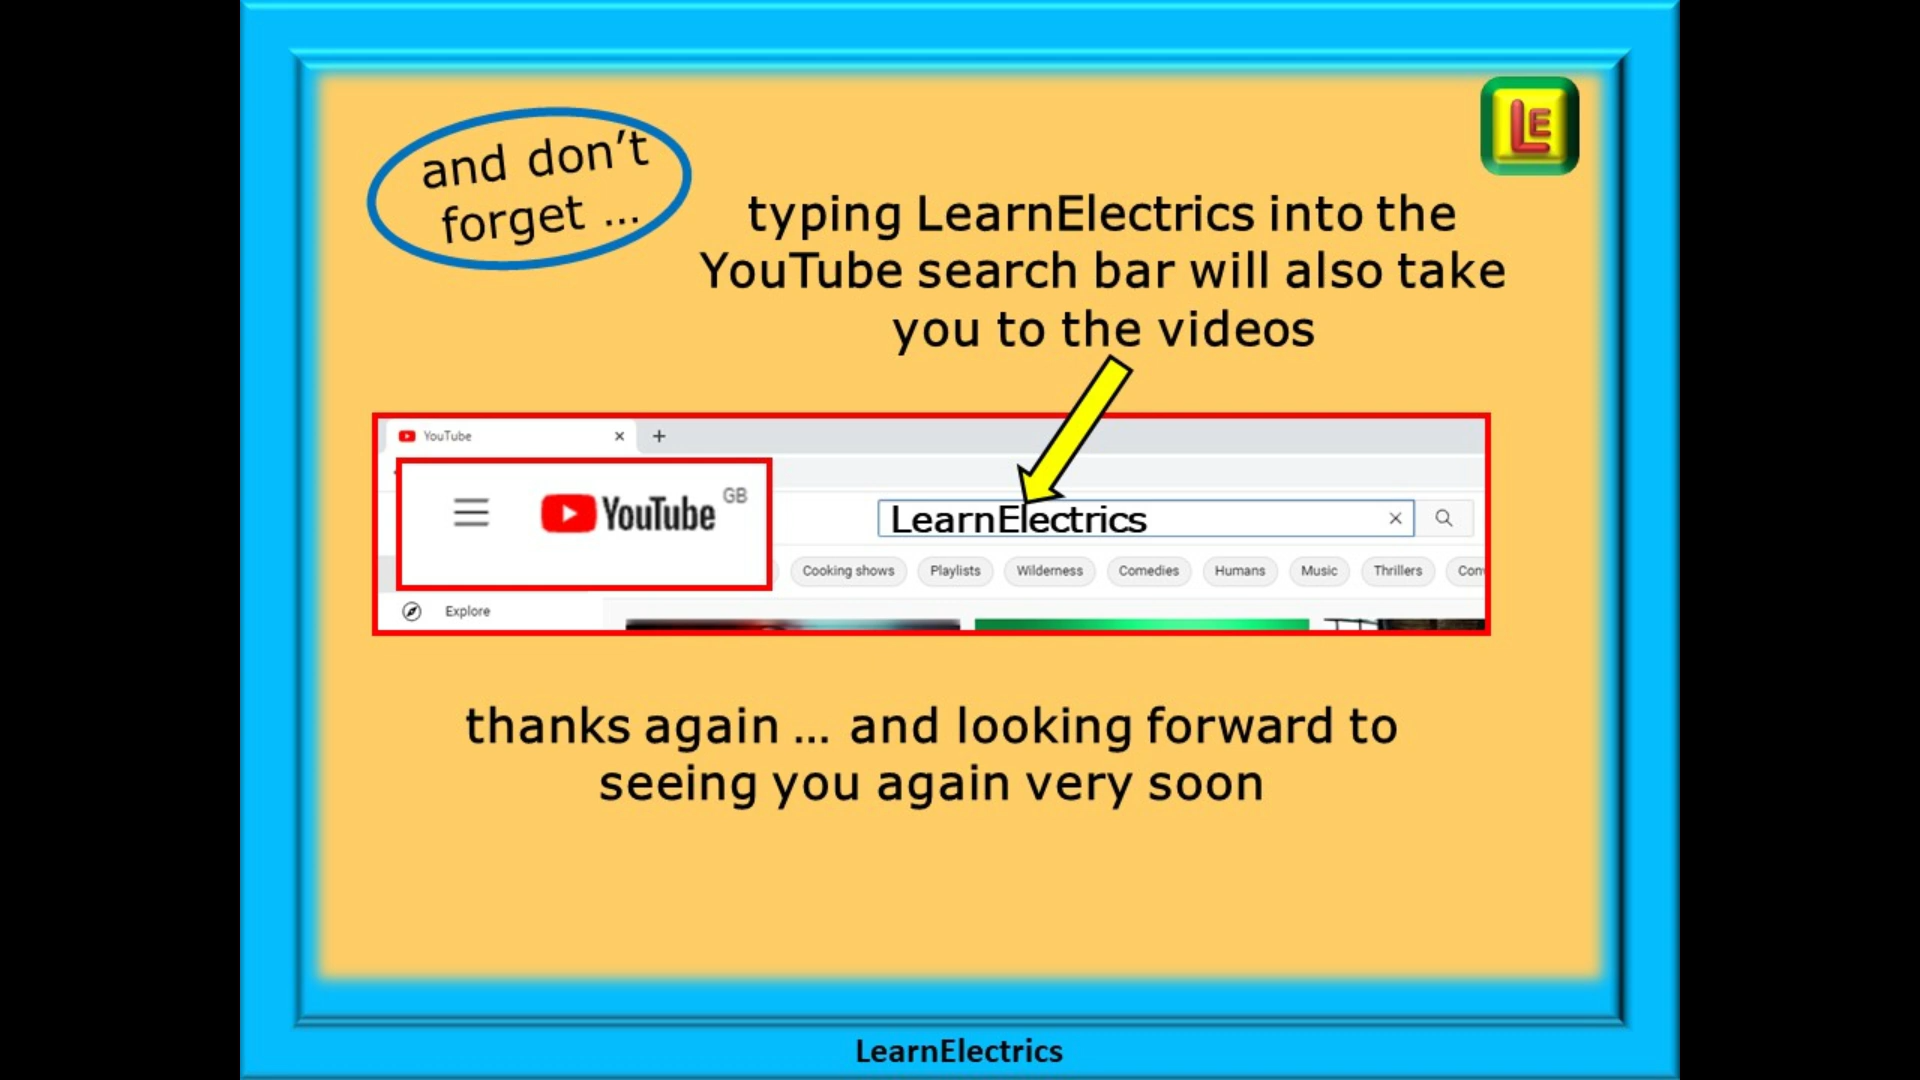 and don't
forget ...
LE
typing LearnElectrics into the
YouTube search bar will also take
you to the videos
YouTube
YouTube GB
LearnElectrics
Cooking shows Playlists Wilderness Comedies Humans Music Thrillers
Explore
thanks again ... and looking forward to
seeing you again very soon
LearnElectrics